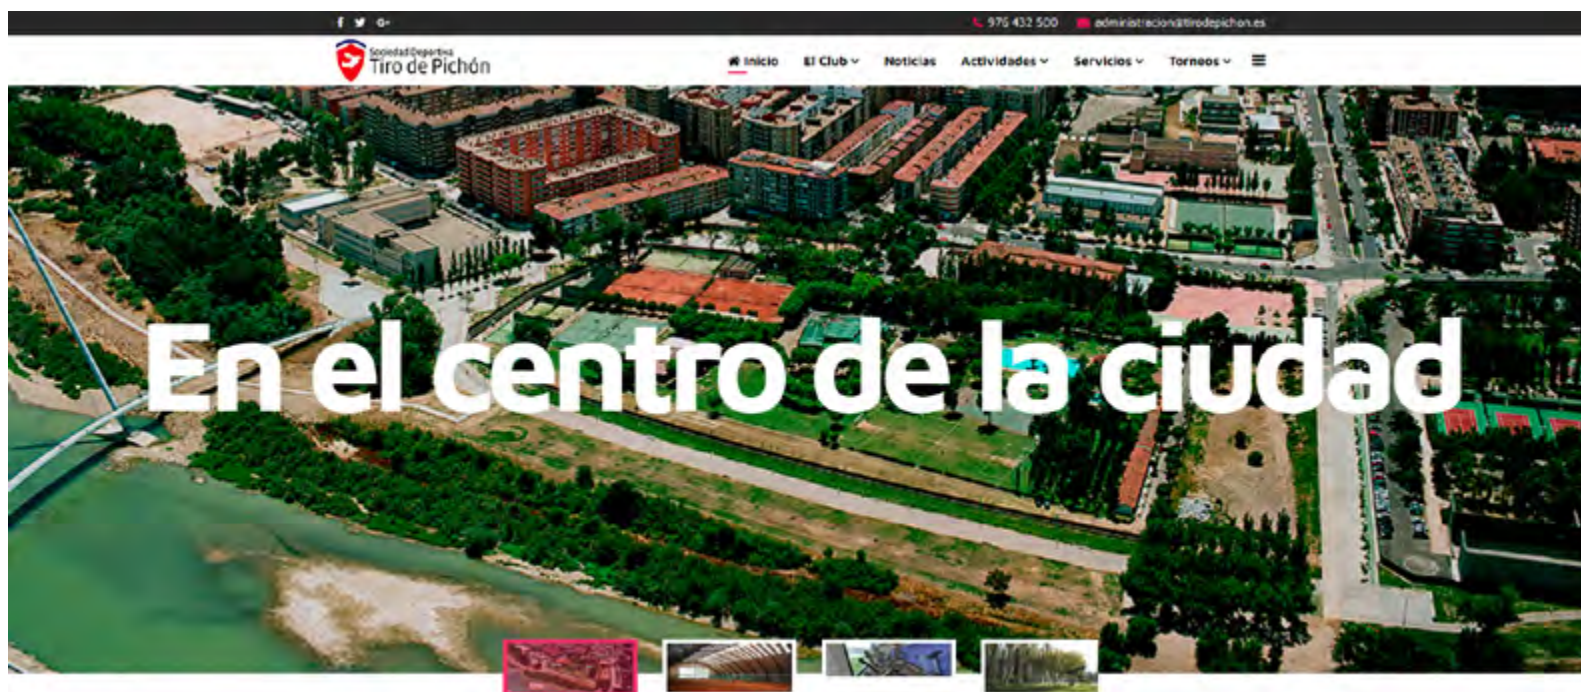 f G+ 976 432 500 administracion@tirodepichon.es
Sociedad Deportiva
Tiro de Pichón
Inicio El Club Noticias Actividades Servicios Torneos
En el centro de la ciudad